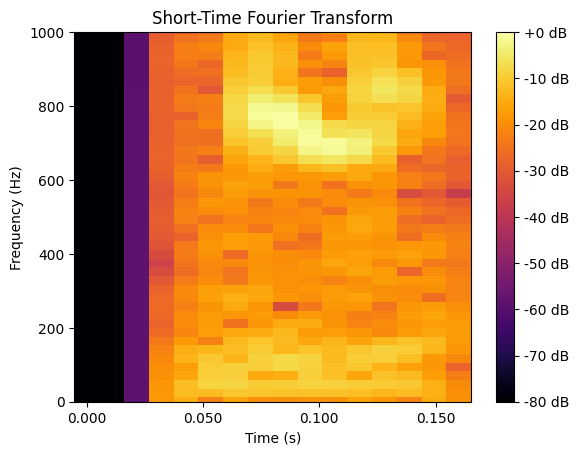 Short-Time Fourier Transform
1000
800
600
400
200
0
Frequency (Hz)
0.000
0.050
0.100
0.150
Time (s)
+0 dB
-10 dB
-20 dB
-30 dB
-40 dB
-50 dB
-60 dB
-70 dB
-80 dB